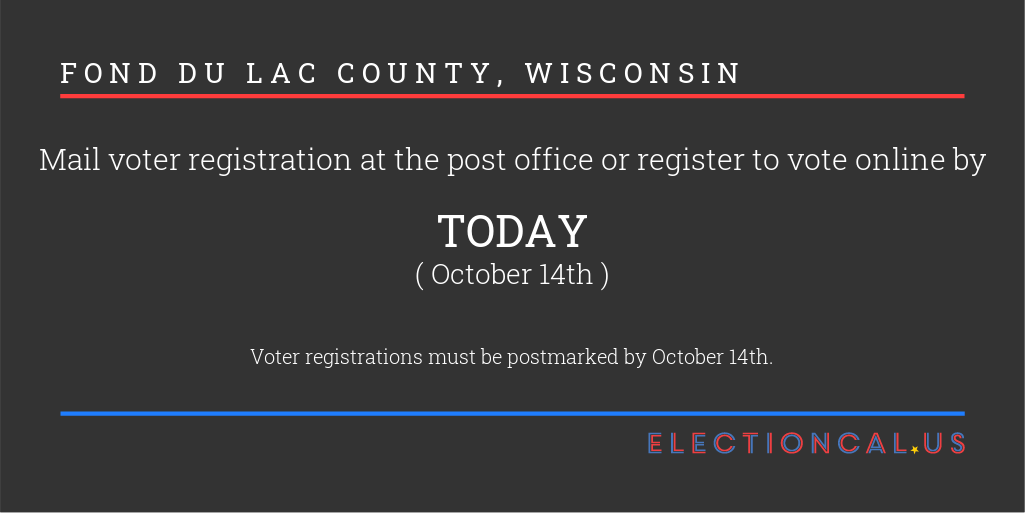 FOND DU LAC COUNTY, WISCONSIN
Mail voter registration at the post office or register to vote online by
TODAY
( October 14th )
Voter registrations must be postmarked by October 14th.
ELECTIONCAL.US